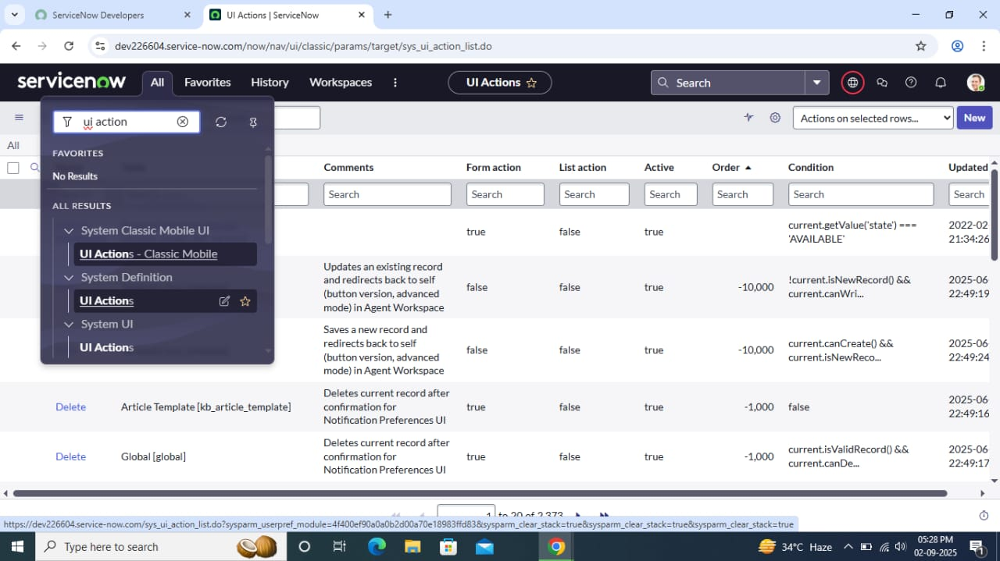 ServiceNow Developers
UI Actions | ServiceNow
dev226604.service-now.com/now/nav/ui/classic/params/target/sys_ui_action_list.do
servicenow All Favorites History Workspaces UI Actions Search
ui action
Actions on selected rows... New
All
FAVORITES
No Results
ALL RESULTS
System Classic Mobile UI
UI Actions - Classic Mobile
System Definition
UI Actions
System UI
UI Actions
Comments Form action List action Active Order Condition Updated
Search Search Search Search Search Search Search
true false true current.getValue('state') === 'AVAILABLE' 2022-02
21:34:26
Updates an existing record
and redirects back to self
(button version, advanced
mode) in Agent Workspace
false false true -10,000 !current.isNewRecord() &&
current.canWri...
2025-06
22:49:19
Saves a new record and
redirects back to self
(button version, advanced
mode) in Agent Workspace
false false true -10,000 current.canCreate() &&
current.isNewReco...
2025-06
22:49:24
Delete Article Template [kb_article_template]
Deletes current record after
confirmation for
Notification Preferences UI
true false true -1,000 false
2025-06
22:49:16
Delete Global [global]
Deletes current record after
confirmation for
Notification Preferences UI
true false true -1,000 current.isValidRecord() &&
current.canDe...
2025-06
22:49:17
1 to 20 of 2,373
https://dev226604.service-now.com/sys_ui_action_list.do?sysparm_userpref_module=4f400ef90a0a0b2d00a70e18983ffd83&sysparm_clear_stack=true&sysparm_clear_stack=true&sysparm_clear_stack=true
Type here to search
34°C Haze
05:28 PM
02-09-2025
1